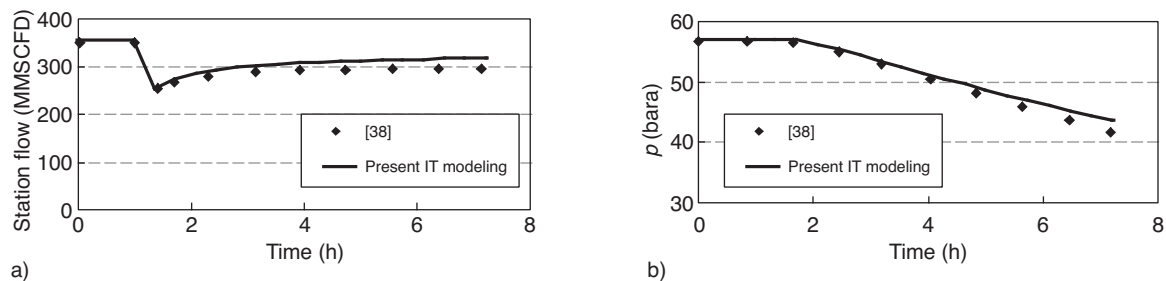 Station flow (MMSCFD)
400
300
200
100
0
[38]
Present IT modeling
0 2 4 6 8
Time (h)
a)
p (bara)
60
50
40
30
[38]
Present IT modeling
0 2 4 6 8
Time (h)
b)